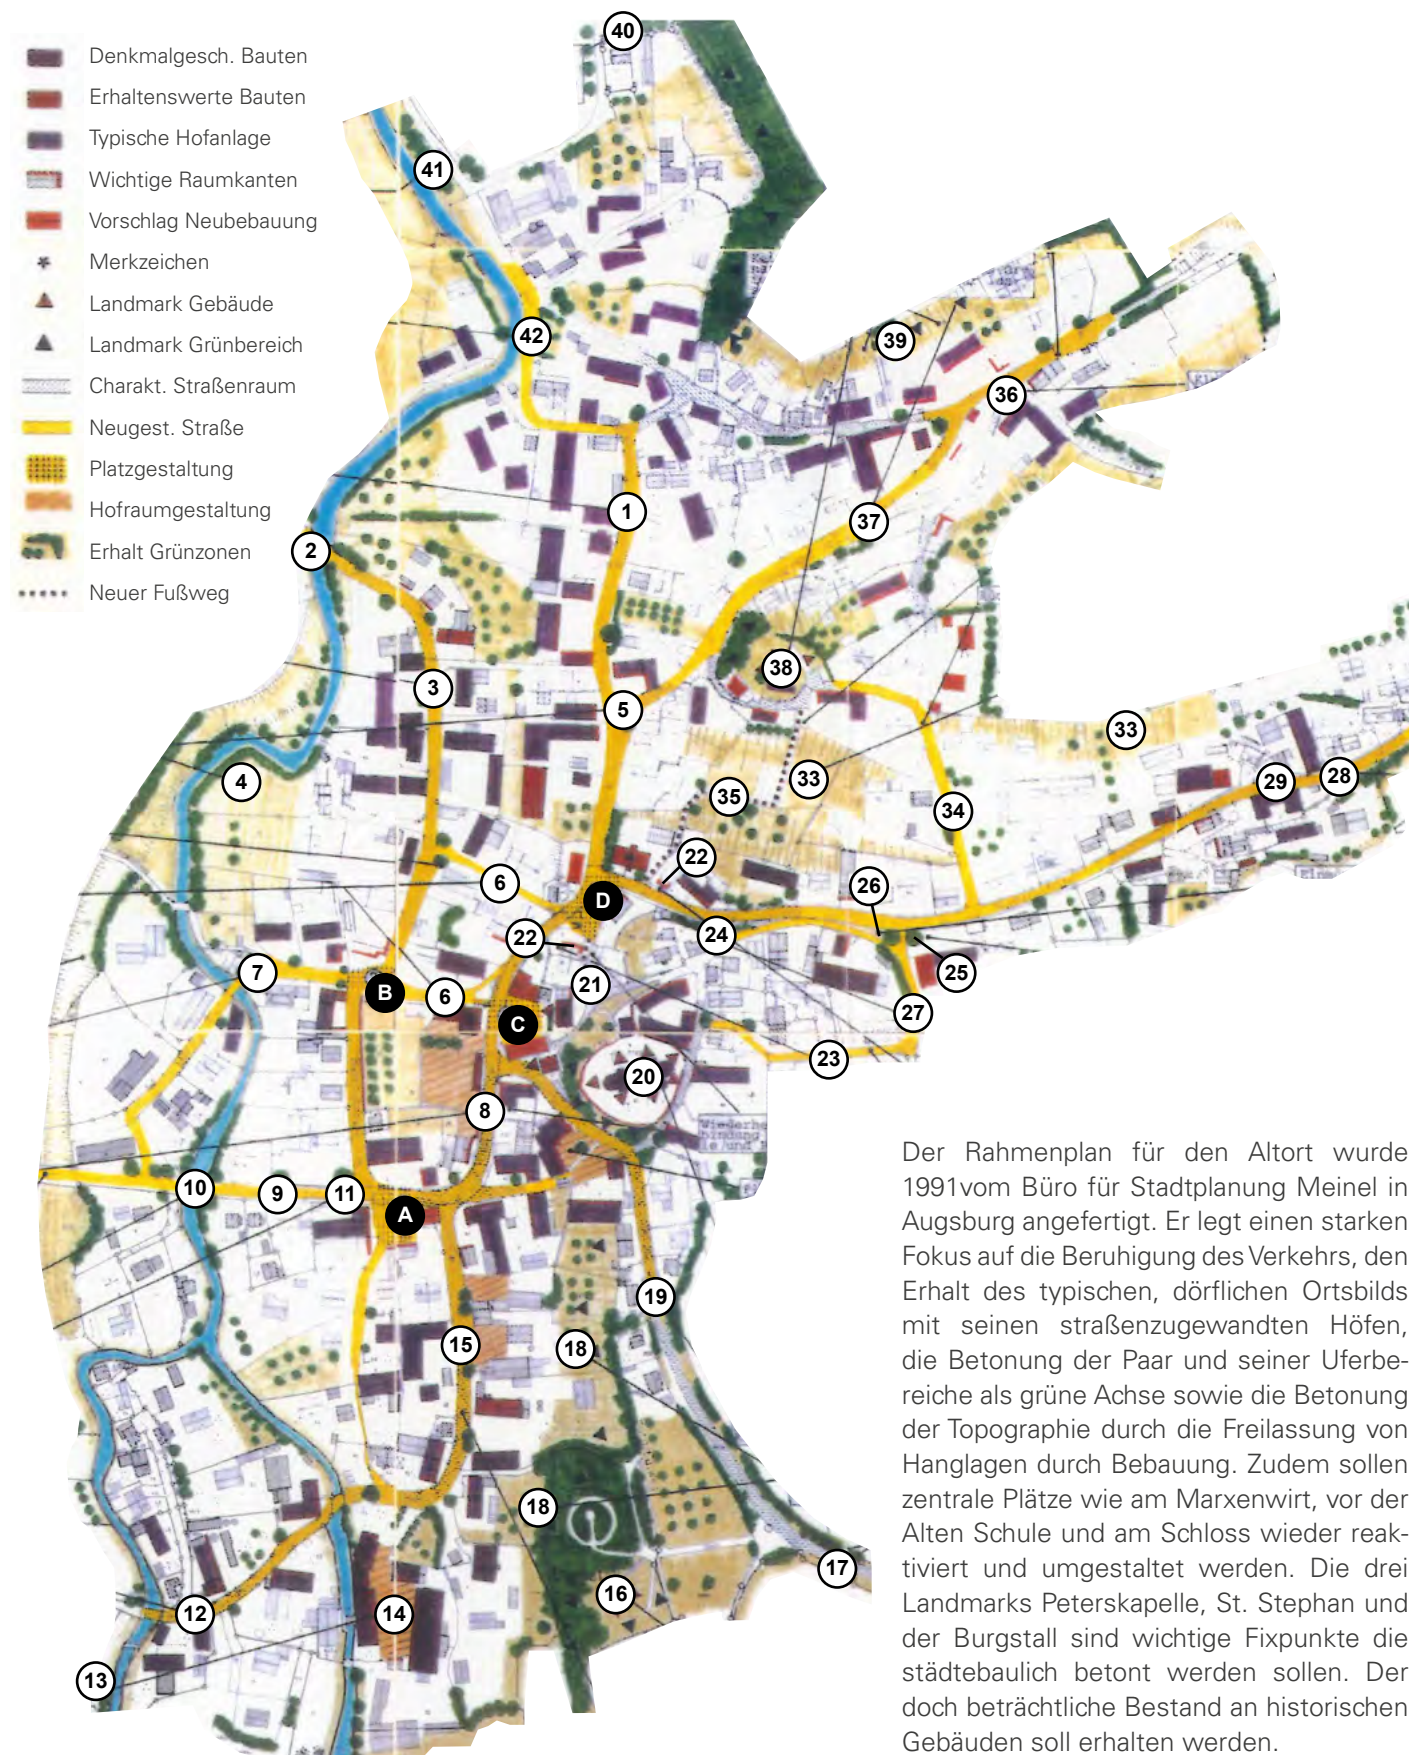 Denkmalgesch. Bauten
Erhaltenswerte Bauten
Typische Hofanlage
Wichtige Raumkanten
Vorschlag Neubebauung
Merkzeichen
Landmark Gebäude
Landmark Grünbereich
Charakt. Straßenraum
Neugest. Straße
Platzgestaltung
Hofraumgestaltung
Erhalt Grünzonen
Neuer Fußweg
40
41
42
39
36
1
37
2
38
3
5
33
4
35
33
34
29
28
22
6
26
D
22
24
7
B
6
21
25
C
27
23
20
8
10
9
11
A
19
15
18
18
17
16
12
14
13
Der Rahmenplan für den Altort wurde
1991vom Büro für Stadtplanung Meinel in
Augsburg angefertigt. Er legt einen starken
Fokus auf die Beruhigung des Verkehrs, den
Erhalt des typischen, dörflichen Ortsbilds
mit seinen straßenzugewandten Höfen,
die Betonung der Paar und seiner Uferbe-
reiche als grüne Achse sowie die Betonung
der Topographie durch die Freilassung von
Hanglagen durch Bebauung. Zudem sollen
zentrale Plätze wie am Marxenwirt, vor der
Alten Schule und am Schloss wieder reak-
tiviert und umgestaltet werden. Die drei
Landmarks Peterskapelle, St. Stephan und
der Burgstall sind wichtige Fixpunkte die
städtebaulich betont werden sollen. Der
doch beträchtliche Bestand an historischen
Gebäuden soll erhalten werden.